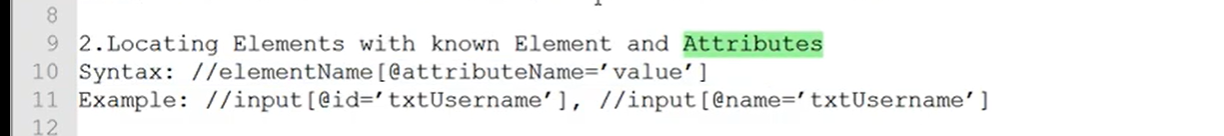 8
9 2.Locating Elements with known Element and Attributes
10 Syntax: //elementName[@attributeName=’value’]
11 Example: //input[@id=’txtUsername’], //input[@name=’txtUsername’]
12